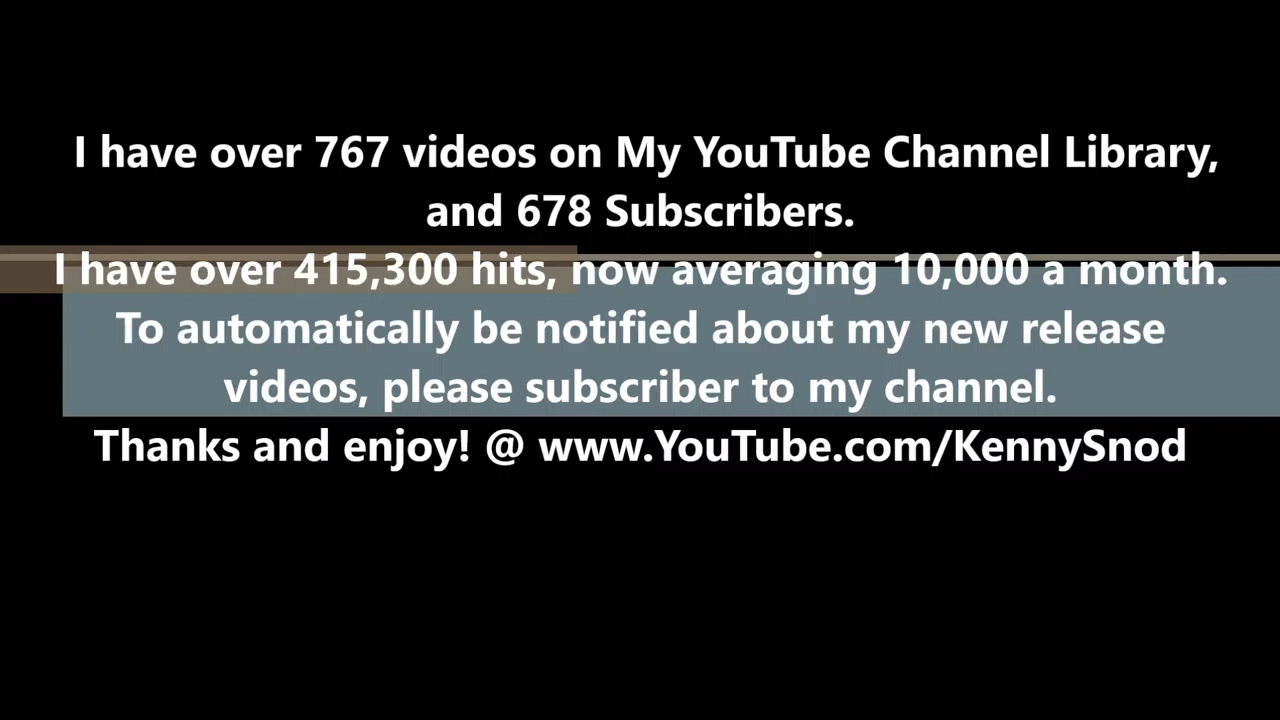 I have over 767 videos on My YouTube Channel Library,
and 678 Subscribers.
I have over 415,300 hits, now averaging 10,000 a month.
To automatically be notified about my new release
videos, please subscriber to my channel.
Thanks and enjoy! @ www.YouTube.com/KennySnod